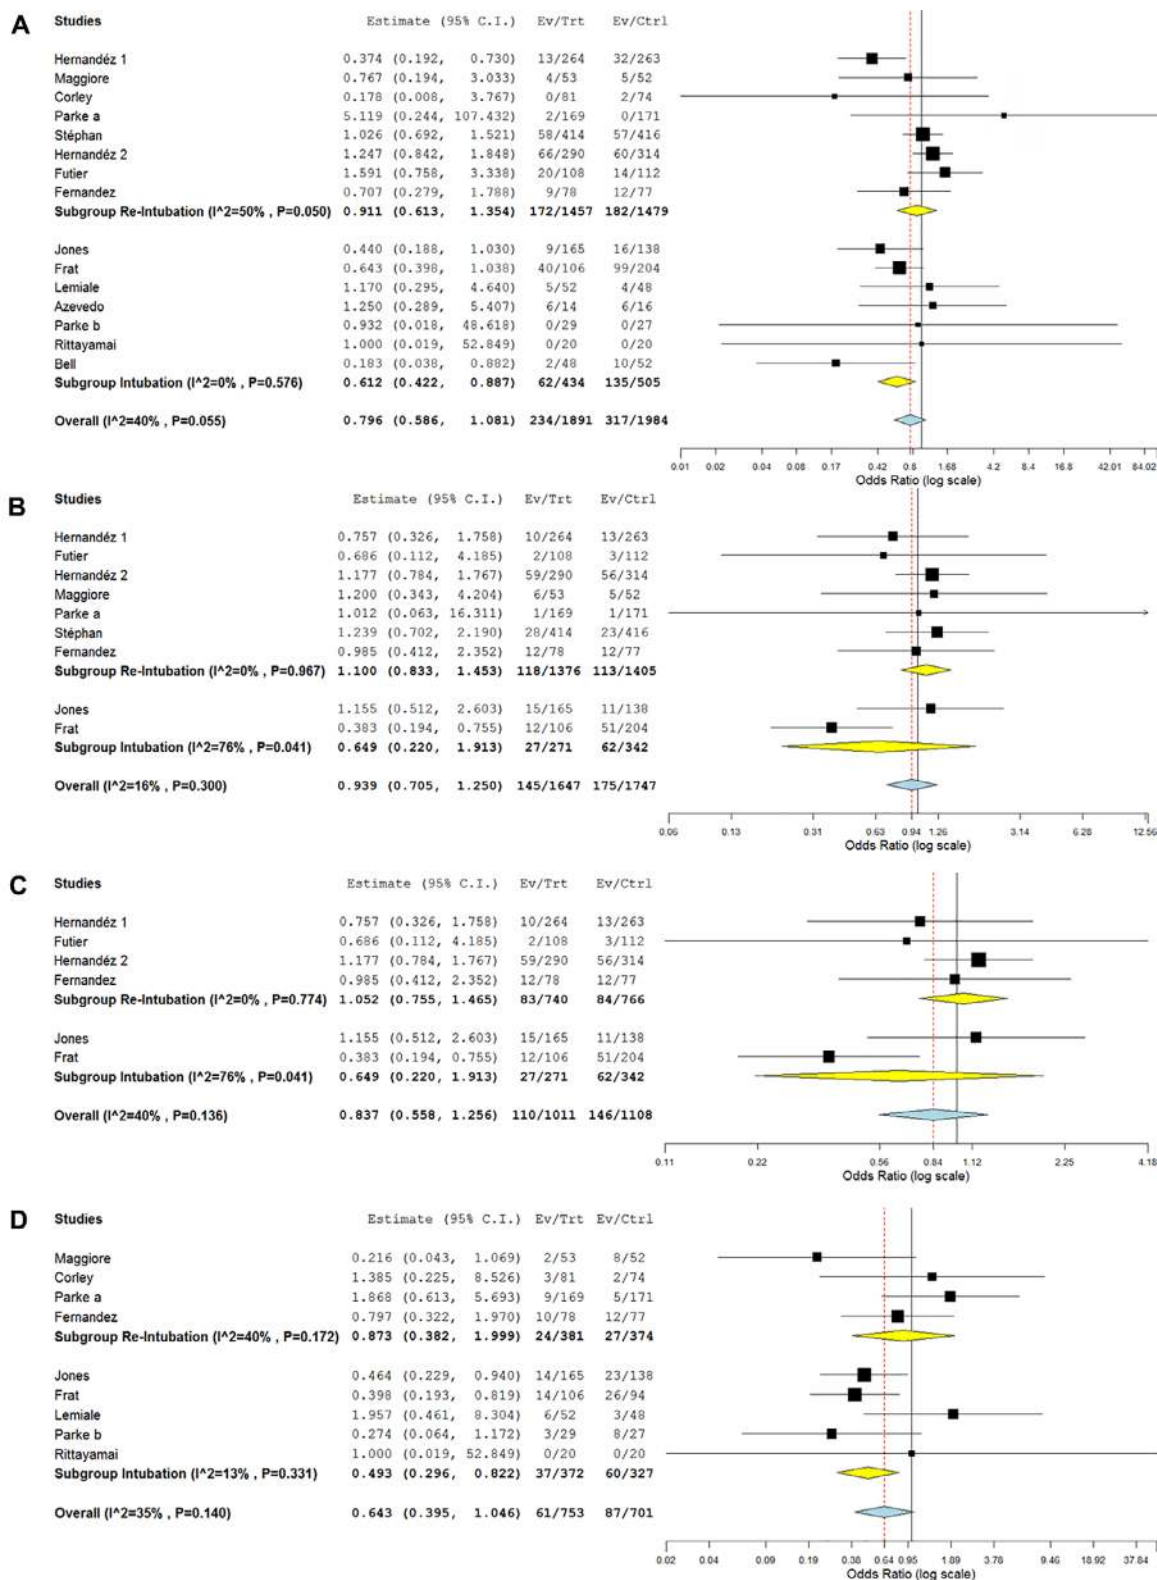 A Studies Estimate (95% C.I.) Ev/Trt Ev/Ctrl
Hernandéz 1 0.374 (0.192, 0.730) 13/264 32/263
Maggiore 0.767 (0.194, 3.033) 4/53 5/52
Corley 0.178 (0.008, 3.767) 0/81 2/74
Parke a 5.119 (0.244, 107.432) 2/169 0/171
Stéphan 1.026 (0.692, 1.521) 58/414 57/416
Hernandéz 2 1.247 (0.842, 1.848) 66/290 60/314
Futier 1.591 (0.758, 3.338) 20/108 14/112
Fernandez 0.707 (0.279, 1.788) 9/78 12/77
Subgroup Re-Intubation (I^2=50% , P=0.050) 0.911 (0.613, 1.354) 172/1457 182/1479
Jones 0.440 (0.188, 1.030) 9/165 16/138
Frat 0.643 (0.398, 1.038) 40/106 99/204
Lemiale 1.170 (0.295, 4.640) 5/52 4/48
Azevedo 1.250 (0.289, 5.407) 6/14 6/16
Parke b 0.932 (0.018, 48.618) 0/29 0/27
Rittayamai 1.000 (0.019, 52.849) 0/20 0/20
Bell 0.183 (0.038, 0.882) 2/48 10/52
Subgroup Intubation (I^2=0% , P=0.576) 0.612 (0.422, 0.887) 62/434 135/505
Overall (I^2=40% , P=0.055) 0.796 (0.586, 1.081) 234/1891 317/1984
0.01 0.02 0.04 0.08 0.17 0.42 0.8 1.68 4.2 8.4 16.8 42.01 84.02
Odds Ratio (log scale)
B Studies Estimate (95% C.I.) Ev/Trt Ev/Ctrl
Hernandéz 1 0.757 (0.326, 1.758) 10/264 13/263
Futier 0.686 (0.112, 4.185) 2/108 3/112
Hernandéz 2 1.177 (0.784, 1.767) 59/290 56/314
Maggiore 1.200 (0.343, 4.204) 6/53 5/52
Parke a 1.012 (0.063, 16.311) 1/169 1/171
Stéphan 1.239 (0.702, 2.190) 28/414 23/416
Fernandez 0.985 (0.412, 2.352) 12/78 12/77
Subgroup Re-Intubation (I^2=0% , P=0.967) 1.100 (0.833, 1.453) 118/1376 113/1405
Jones 1.155 (0.512, 2.603) 15/165 11/138
Frat 0.383 (0.194, 0.755) 12/106 51/204
Subgroup Intubation (I^2=76% , P=0.041) 0.649 (0.220, 1.913) 27/271 62/342
Overall (I^2=16% , P=0.300) 0.939 (0.705, 1.250) 145/1647 175/1747
0.06 0.13 0.31 0.63 0.94 1.26 3.14 6.28 12.56
Odds Ratio (log scale)
C Studies Estimate (95% C.I.) Ev/Trt Ev/Ctrl
Hernandéz 1 0.757 (0.326, 1.758) 10/264 13/263
Futier 0.686 (0.112, 4.185) 2/108 3/112
Hernandéz 2 1.177 (0.784, 1.767) 59/290 56/314
Fernandez 0.985 (0.412, 2.352) 12/78 12/77
Subgroup Re-Intubation (I^2=0% , P=0.774) 1.052 (0.755, 1.465) 83/740 84/766
Jones 1.155 (0.512, 2.603) 15/165 11/138
Frat 0.383 (0.194, 0.755) 12/106 51/204
Subgroup Intubation (I^2=76% , P=0.041) 0.649 (0.220, 1.913) 27/271 62/342
Overall (I^2=40% , P=0.136) 0.837 (0.558, 1.256) 110/1011 146/1108
0.11 0.22 0.56 0.84 1.12 2.25 4.18
Odds Ratio (log scale)
D Studies Estimate (95% C.I.) Ev/Trt Ev/Ctrl
Maggiore 0.216 (0.043, 1.069) 2/53 8/52
Corley 1.385 (0.225, 8.526) 3/81 2/74
Parke a 1.868 (0.613, 5.693) 9/169 5/171
Fernandez 0.797 (0.322, 1.970) 10/78 12/77
Subgroup Re-Intubation (I^2=40% , P=0.172) 0.873 (0.382, 1.999) 24/381 27/374
Jones 0.464 (0.229, 0.940) 14/165 23/138
Frat 0.398 (0.193, 0.819) 14/106 26/94
Lemiale 1.957 (0.461, 8.304) 6/52 3/48
Parke b 0.274 (0.064, 1.172) 3/29 8/27
Rittayamai 1.000 (0.019, 52.849) 0/20 0/20
Subgroup Intubation (I^2=13% , P=0.331) 0.493 (0.296, 0.822) 37/372 60/327
Overall (I^2=35% , P=0.140) 0.643 (0.395, 1.046) 61/753 87/701
0.02 0.04 0.09 0.19 0.38 0.64 0.95 1.89 3.78 9.46 18.92 37.84
Odds Ratio (log scale)